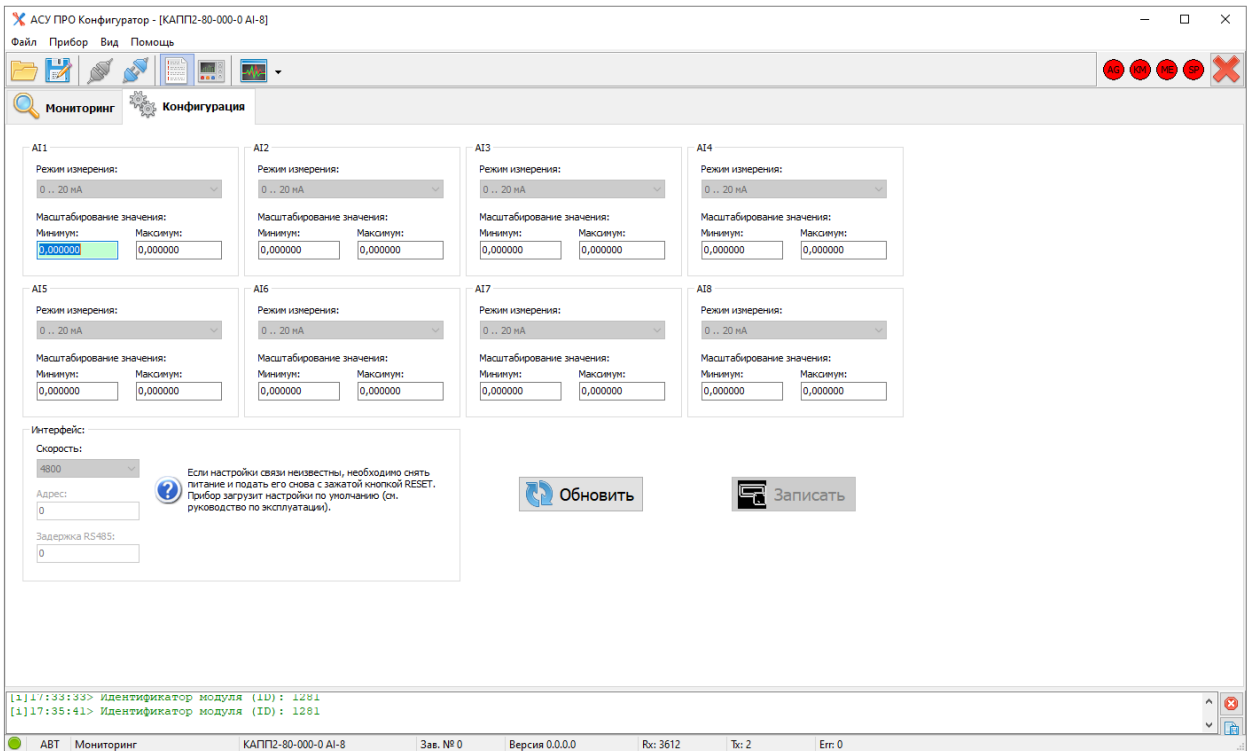 АСУ ПРО Конфигуратор - [КАПП2-80-000-0 AI-8]
Файл Прибор Вид Помощь
AG KM ME SP
Мониторинг Конфигурация
AI1 AI2 AI3 AI4
Режим измерения: Режим измерения: Режим измерения: Режим измерения:
0 .. 20 мА 0 .. 20 мА 0 .. 20 мА 0 .. 20 мА
Масштабирование значения: Масштабирование значения: Масштабирование значения: Масштабирование значения:
Минимум: Максимум: Минимум: Максимум: Минимум: Максимум: Минимум: Максимум:
0,000000 0,000000 0,000000 0,000000 0,000000 0,000000 0,000000 0,000000
AI5 AI6 AI7 AI8
Режим измерения: Режим измерения: Режим измерения: Режим измерения:
0 .. 20 мА 0 .. 20 мА 0 .. 20 мА 0 .. 20 мА
Масштабирование значения: Масштабирование значения: Масштабирование значения: Масштабирование значения:
Минимум: Максимум: Минимум: Максимум: Минимум: Максимум: Минимум: Максимум:
0,000000 0,000000 0,000000 0,000000 0,000000 0,000000 0,000000 0,000000
Интерфейс:
Скорость:
4800
Адрес:
0
Задержка RS485:
0
Если настройки связи неизвестны, необходимо снять
питание и подать его снова с зажатой кнопкой RESET.
Прибор загрузит настройки по умолчанию (см.
руководство по эксплуатации).
Обновить Записать
[i]17:33:33> Идентификатор модуля (ID): 1281
[i]17:35:41> Идентификатор модуля (ID): 1281
АВТ Мониторинг КАПП2-80-000-0 AI-8 Зав. № 0 Версия 0.0.0.0 Rx: 3612 Tx: 2 Err: 0